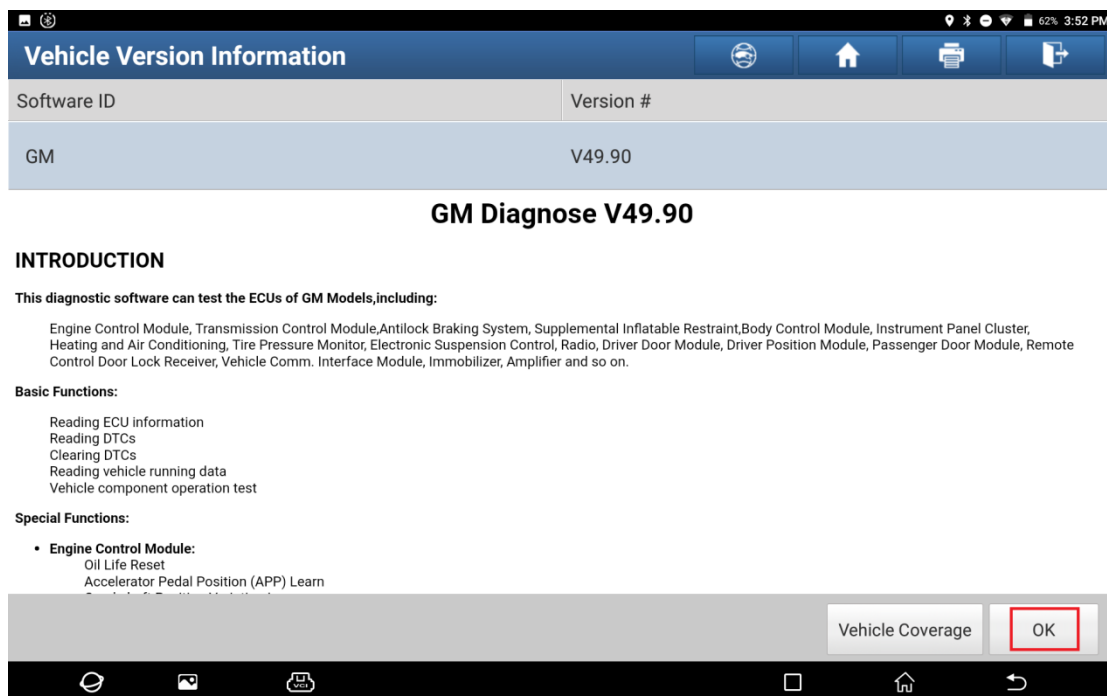 62% 3:52 PM
Vehicle Version Information
Software ID Version #
GM V49.90
GM Diagnose V49.90
INTRODUCTION
This diagnostic software can test the ECUs of GM Models,including:
Engine Control Module, Transmission Control Module,Antilock Braking System, Supplemental Inflatable Restraint,Body Control Module, Instrument Panel Cluster,
Heating and Air Conditioning, Tire Pressure Monitor, Electronic Suspension Control, Radio, Driver Door Module, Driver Position Module, Passenger Door Module, Remote
Control Door Lock Receiver, Vehicle Comm. Interface Module, Immobilizer, Amplifier and so on.
Basic Functions:
Reading ECU information
Reading DTCs
Clearing DTCs
Reading vehicle running data
Vehicle component operation test
Special Functions:
• Engine Control Module:
Oil Life Reset
Accelerator Pedal Position (APP) Learn
Vehicle Coverage OK
VCI